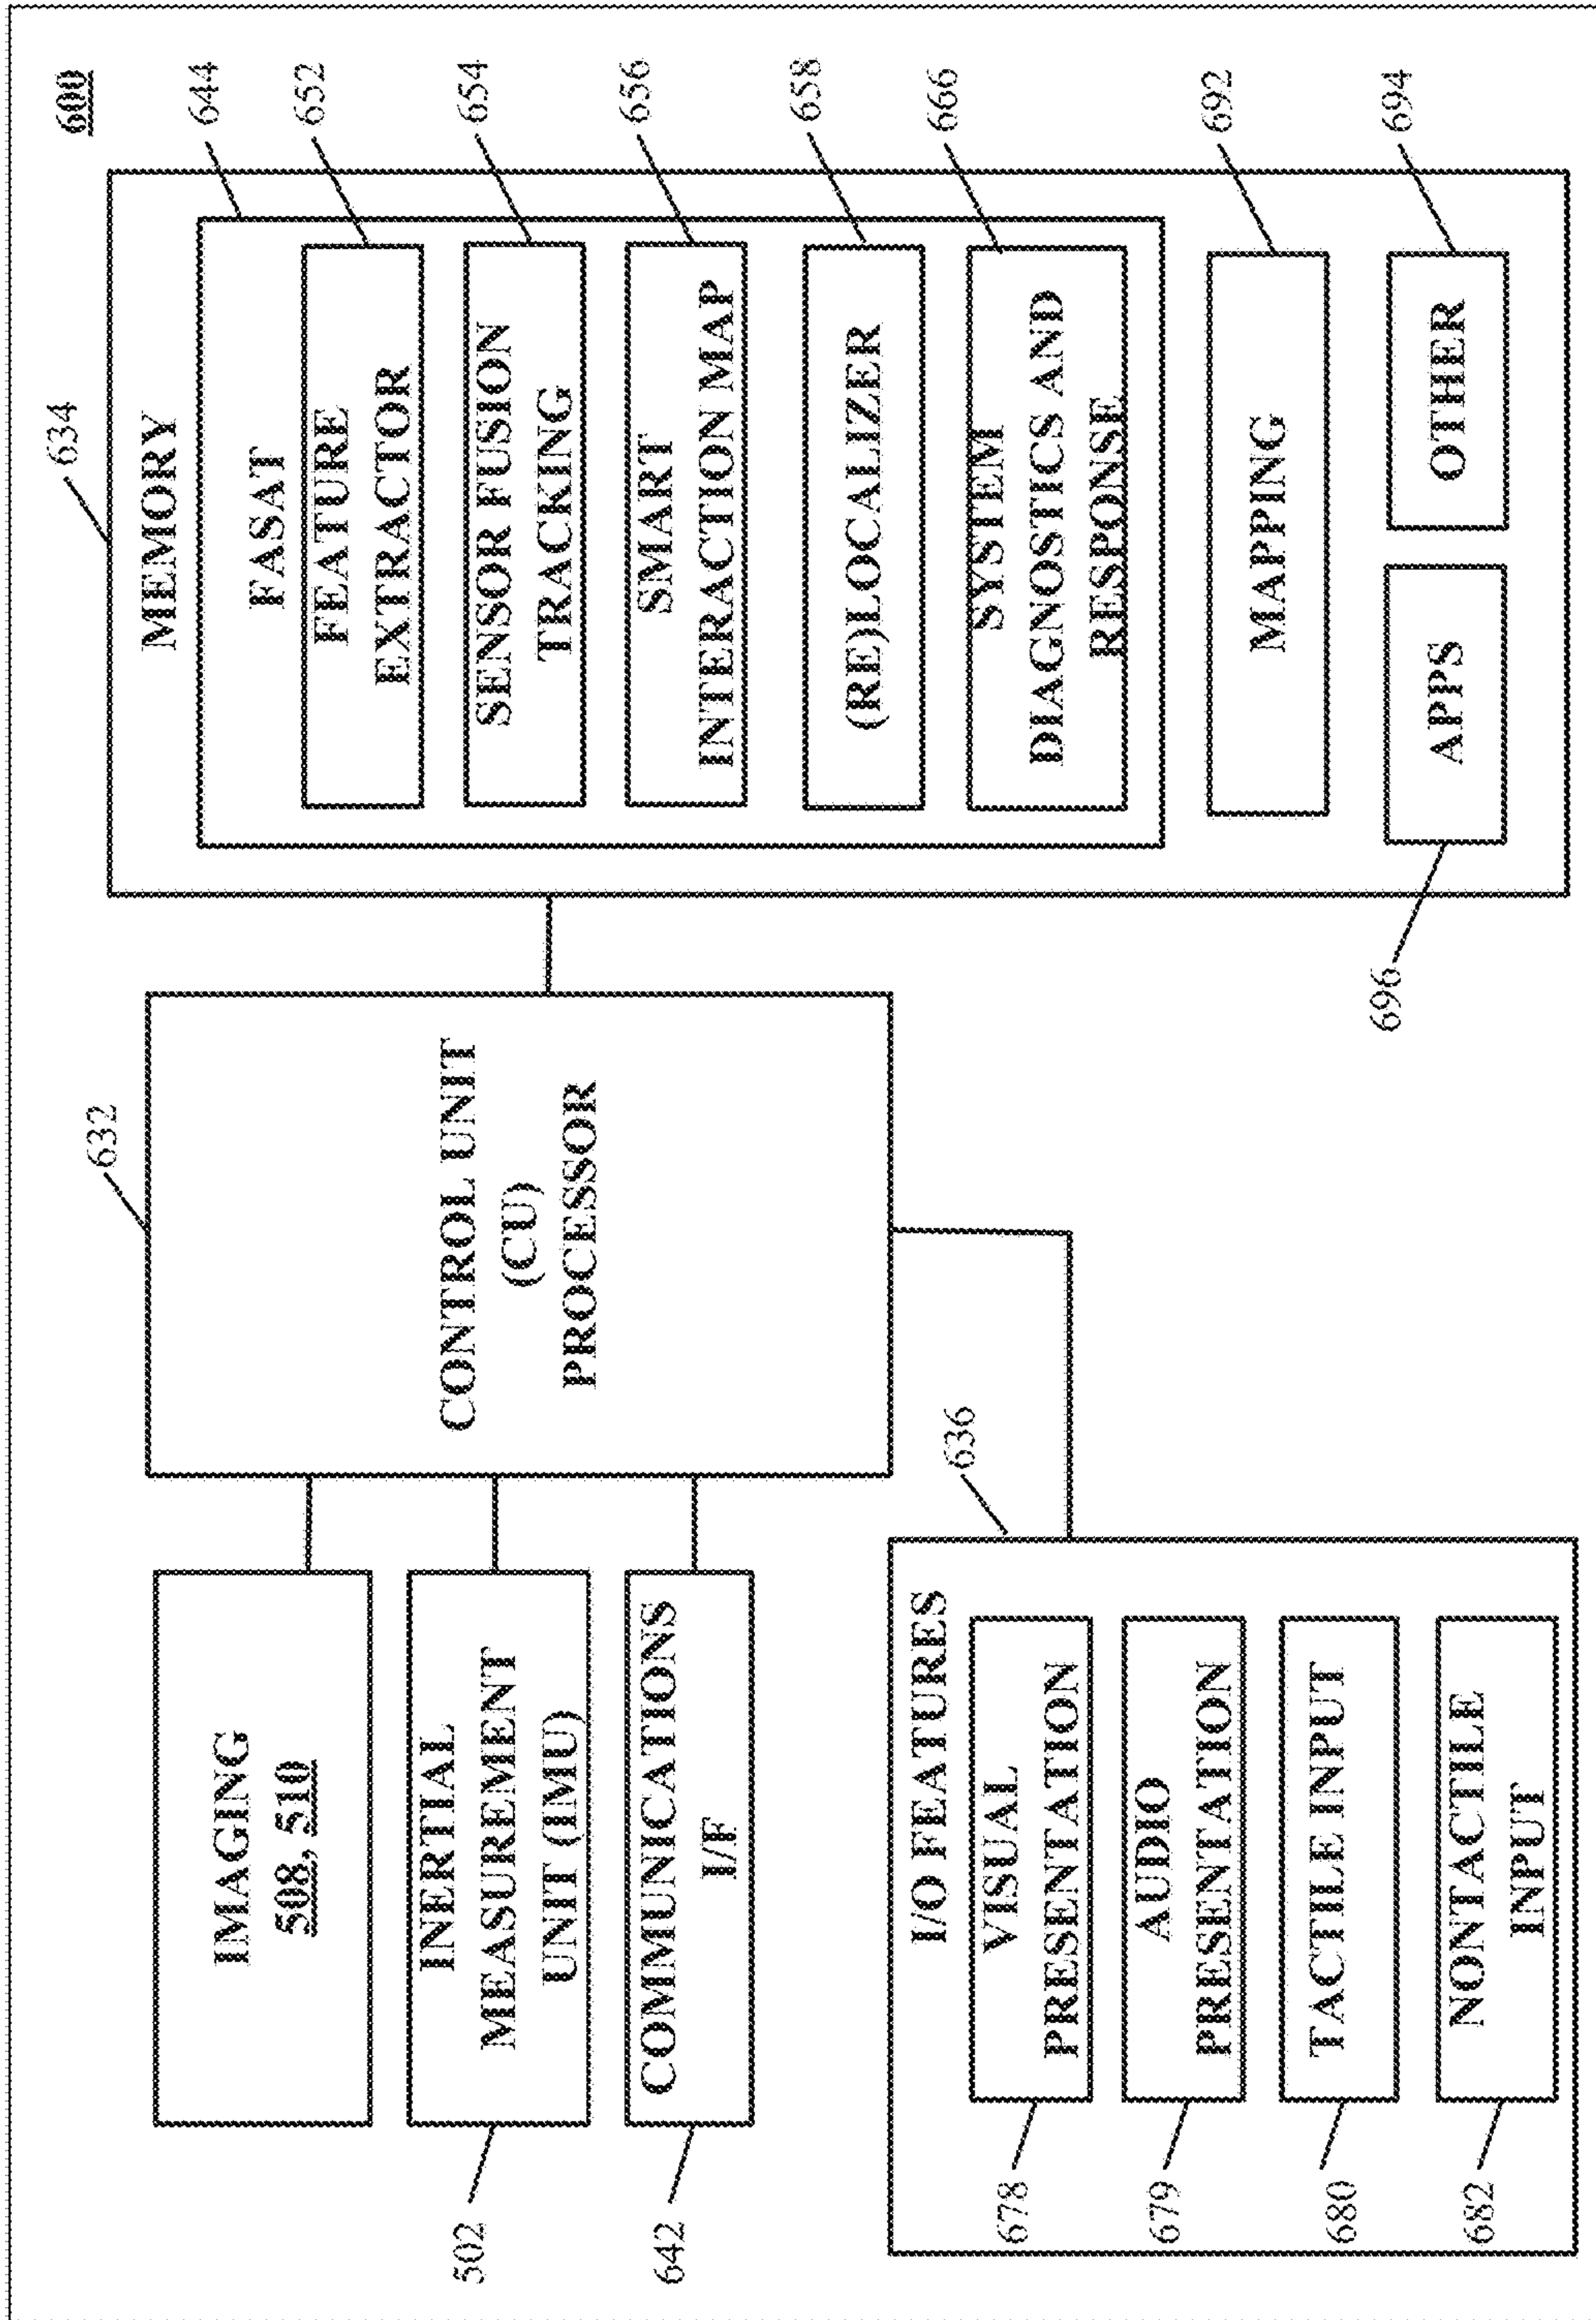 600
634
MEMORY
644
FASAT
652
FEATURE
EXTRACTOR
654
SENSOR FUSION
TRACKING
656
SMART
INTERACTION MAP
658
(RE)LOCALIZER
666
SYSTEM
DIAGNOSTICS AND
RESPONSE
692
MAPPING
694
OTHER
APPS
696
632
CONTROL UNIT
(CU)
PROCESSOR
IMAGING
508, 510
INERTIAL
MEASUREMENT
UNIT (IMU)
502
COMMUNICATIONS
I/F
642
636
I/O FEATURES
VISUAL
PRESENTATION
678
AUDIO
PRESENTATION
679
TACTILE INPUT
680
NONTACTILE
INPUT
682